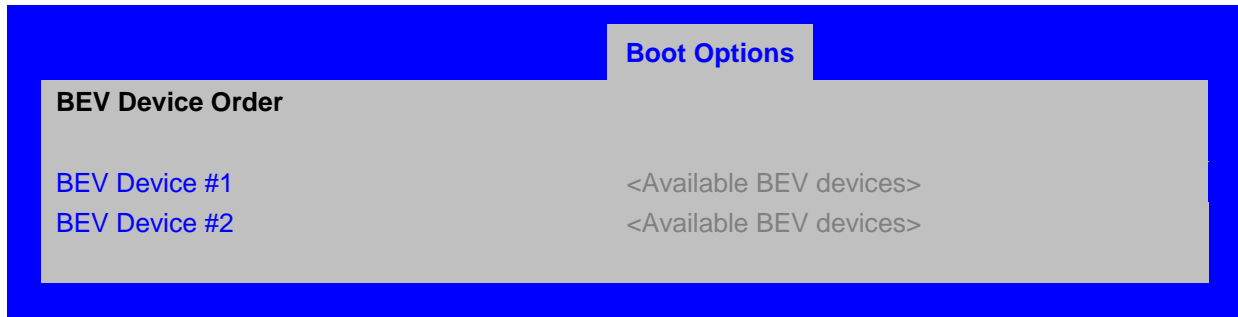 Boot Options
BEV Device Order
BEV Device #1 <Available BEV devices>
BEV Device #2 <Available BEV devices>